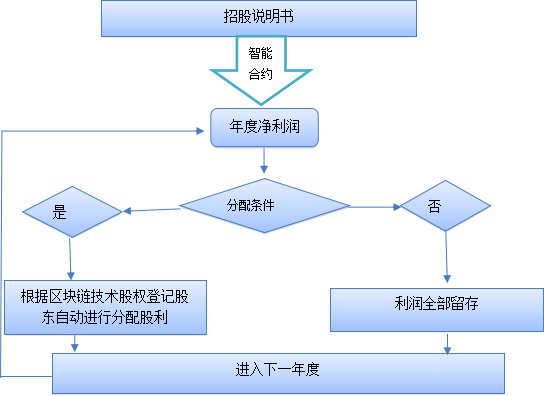 招股说明书
智能
合约
年度净利润
是
分配条件
否
根据区块链技术股权登记股
东自动进行分配股利
利润全部留存
进入下一年度